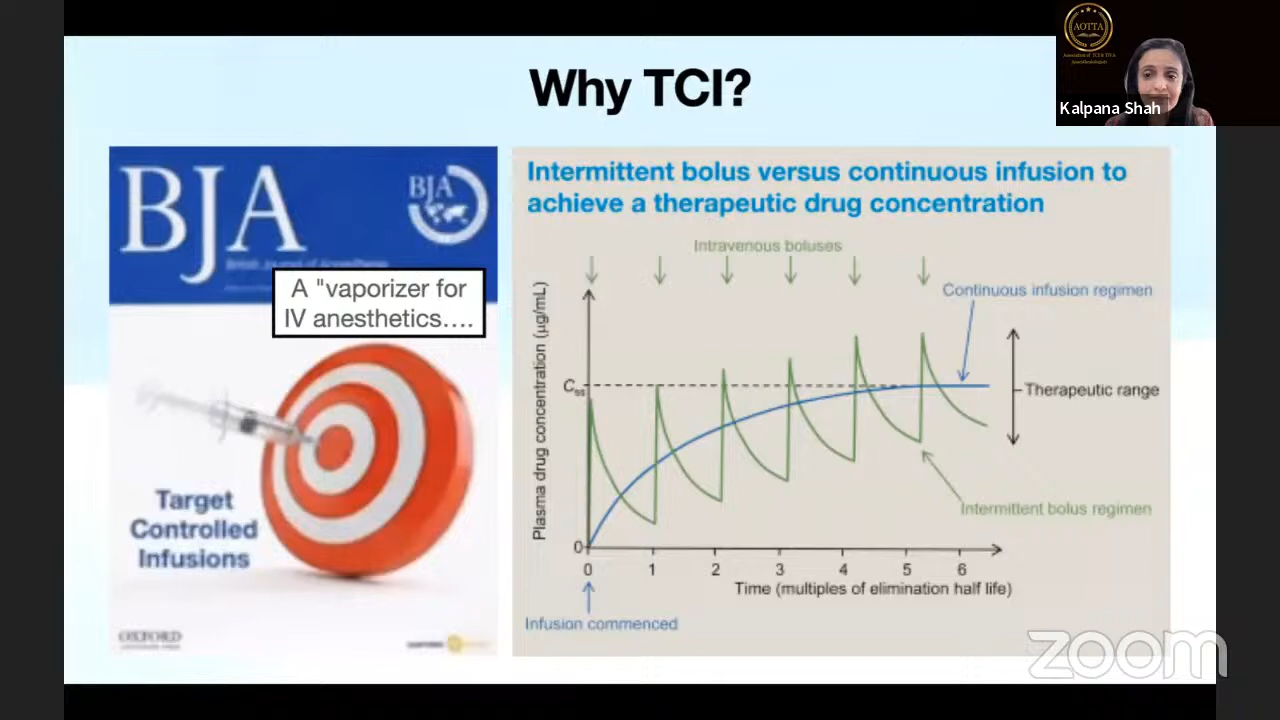 Why TCI?
AOTTA
Kalpana Shah
BJA
BJA
British Journal of Anaesthesia
A "vaporizer for
IV anesthetics....
Target
Controlled
Infusions
OXFORD
Intermittent bolus versus continuous infusion to
achieve a therapeutic drug concentration
Intravenous boluses
Continuous infusion regimen
Plasma drug concentration (µg/mL)
Css
Therapeutic range
Intermittent bolus regimen
0
0 1 2 3 4 5 6
Time (multiples of elimination half life)
Infusion commenced
zoom